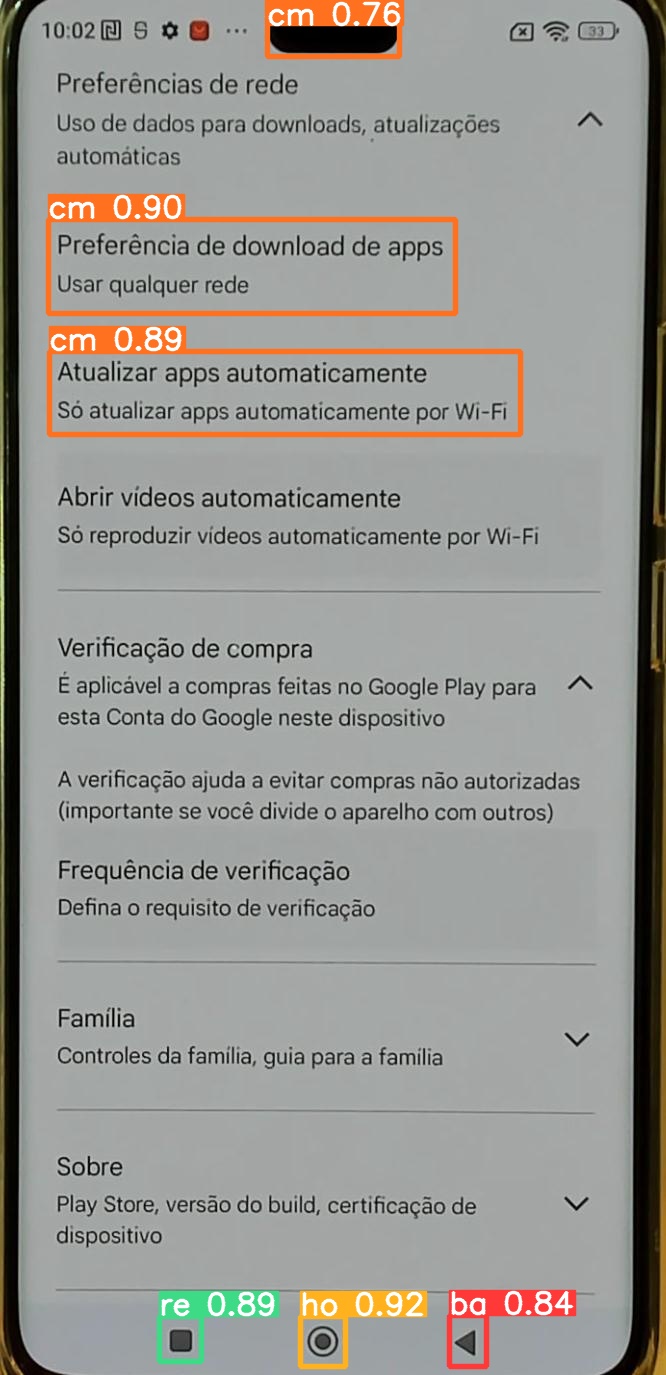 cm 0.76
10:02
33
Preferências de rede
Uso de dados para downloads, atualizações
automáticas
cm 0.90
Preferência de download de apps
Usar qualquer rede
cm 0.89
Atualizar apps automaticamente
Só atualizar apps automaticamente por Wi-Fi
Abrir vídeos automaticamente
Só reproduzir vídeos automaticamente por Wi-Fi
Verificação de compra
É aplicável a compras feitas no Google Play para
esta Conta do Google neste dispositivo
A verificação ajuda a evitar compras não autorizadas
(importante se você divide o aparelho com outros)
Frequência de verificação
Defina o requisito de verificação
Família
Controles da família, guia para a família
Sobre
Play Store, versão do build, certificação de
dispositivo
re 0.89 ho 0.92 ba 0.84